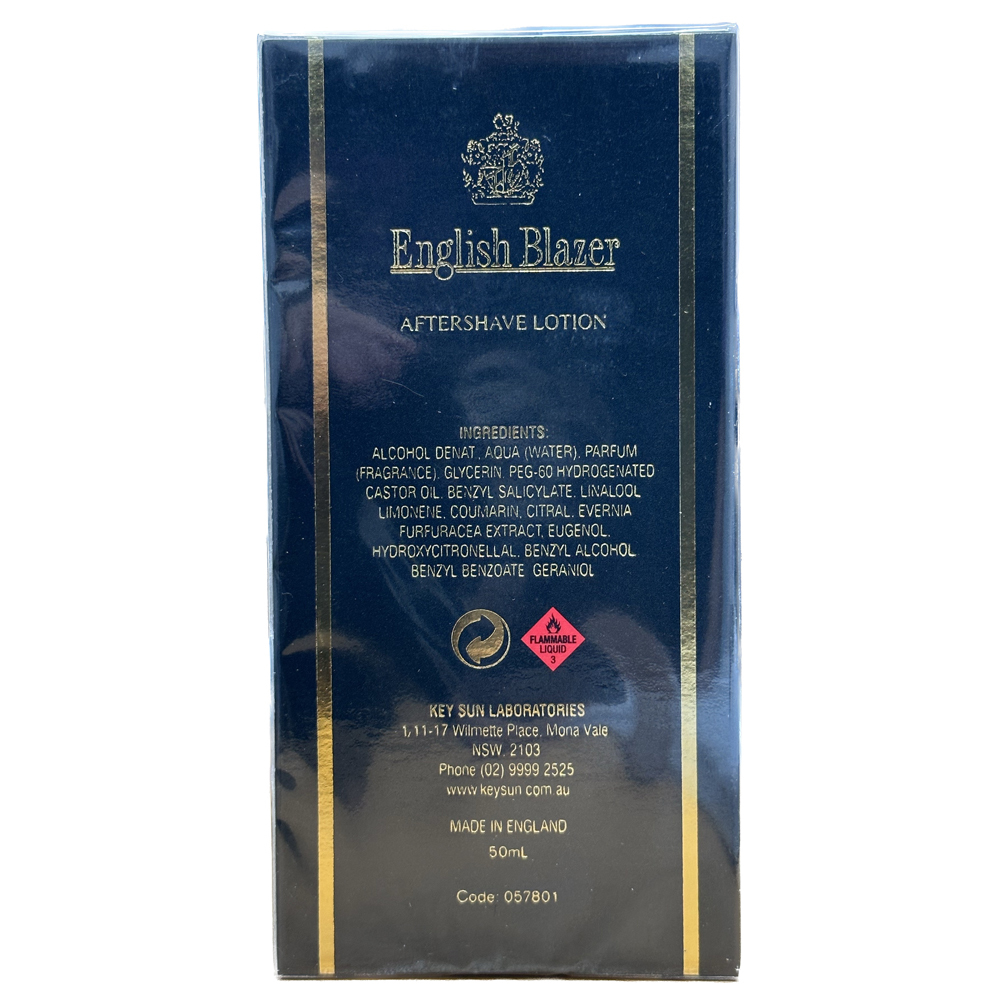 English Blazer
AFTERSHAVE LOTION
INGREDIENTS:
ALCOHOL DENAT, AQUA (WATER), PARFUM
(FRAGRANCE), GLYCERIN, PEG-60 HYDROGENATED
CASTOR OIL, BENZYL SALICYLATE, LINALOOL
LIMONENE, COUMARIN, CITRAL, EVERNIA
FURFURACEA EXTRACT, EUGENOL,
HYDROXYCITRONELLAL, BENZYL ALCOHOL
BENZYL BENZOATE GERANIOL
FLAMMABLE
LIQUID
3
KEY SUN LABORATORIES
1,11-17 Wilmette Place, Mona Vale
NSW, 2103
Phone (02) 9999 2525
www.keysun.com.au
MADE IN ENGLAND
50mL
Code: 057801